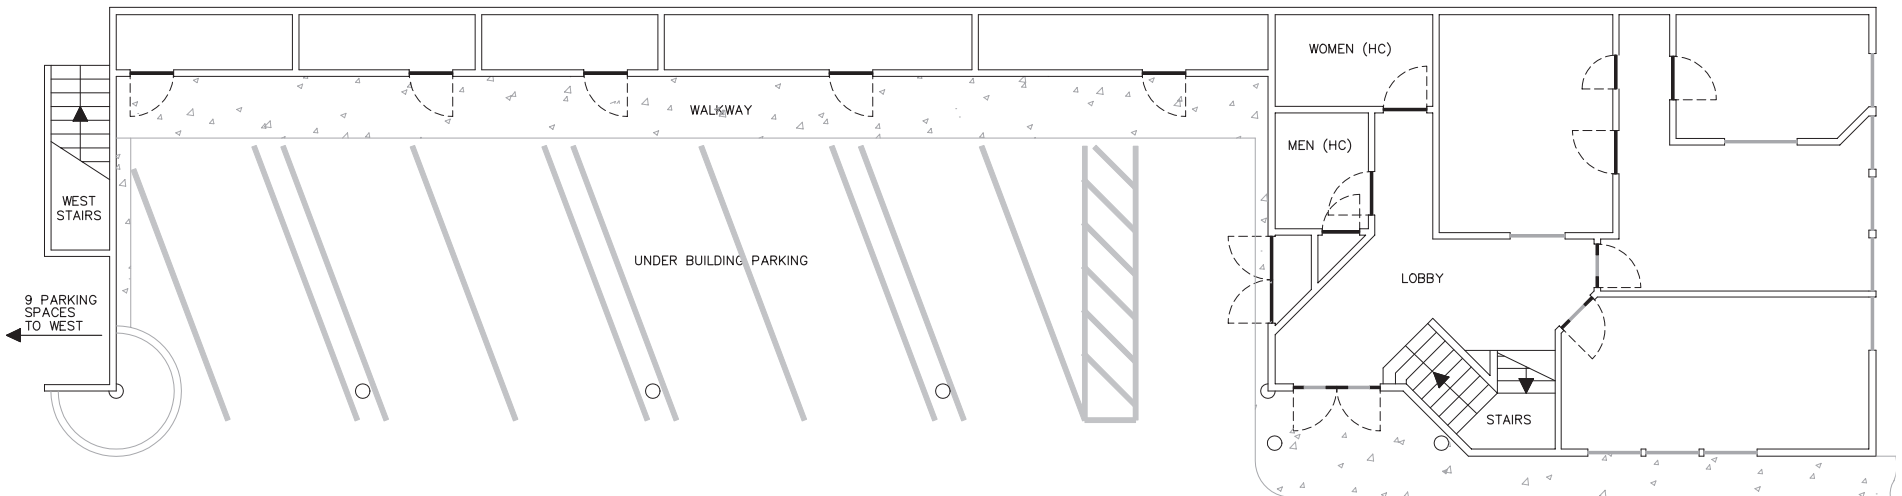 WOMEN (HC)
WALKWAY
MEN (HC)
WEST
STAIRS
UNDER BUILDING PARKING
LOBBY
9 PARKING
SPACES
TO WEST
STAIRS